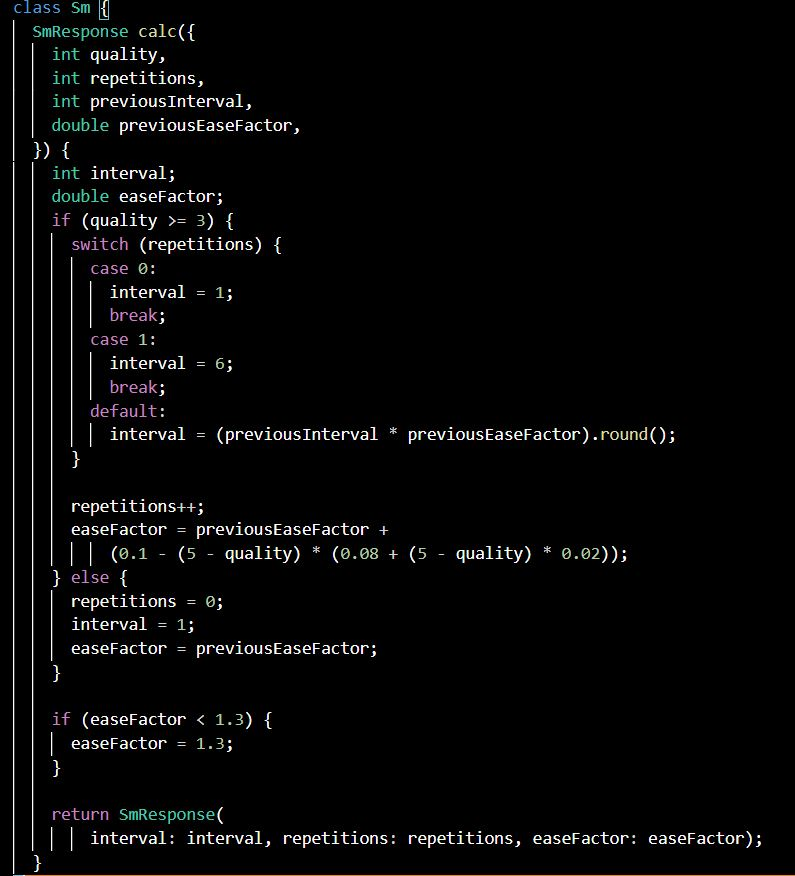 class Sm {
  SmResponse calc({
    int quality,
    int repetitions,
    int previousInterval,
    double previousEaseFactor,
  }) {
    int interval;
    double easeFactor;
    if (quality >= 3) {
      switch (repetitions) {
        case 0:
          interval = 1;
          break;
        case 1:
          interval = 6;
          break;
        default:
          interval = (previousInterval * previousEaseFactor).round();
      }

      repetitions++;
      easeFactor = previousEaseFactor +
          (0.1 - (5 - quality) * (0.08 + (5 - quality) * 0.02));
    } else {
      repetitions = 0;
      interval = 1;
      easeFactor = previousEaseFactor;
    }

    if (easeFactor < 1.3) {
      easeFactor = 1.3;
    }

    return SmResponse(
        interval: interval, repetitions: repetitions, easeFactor: easeFactor);
  }